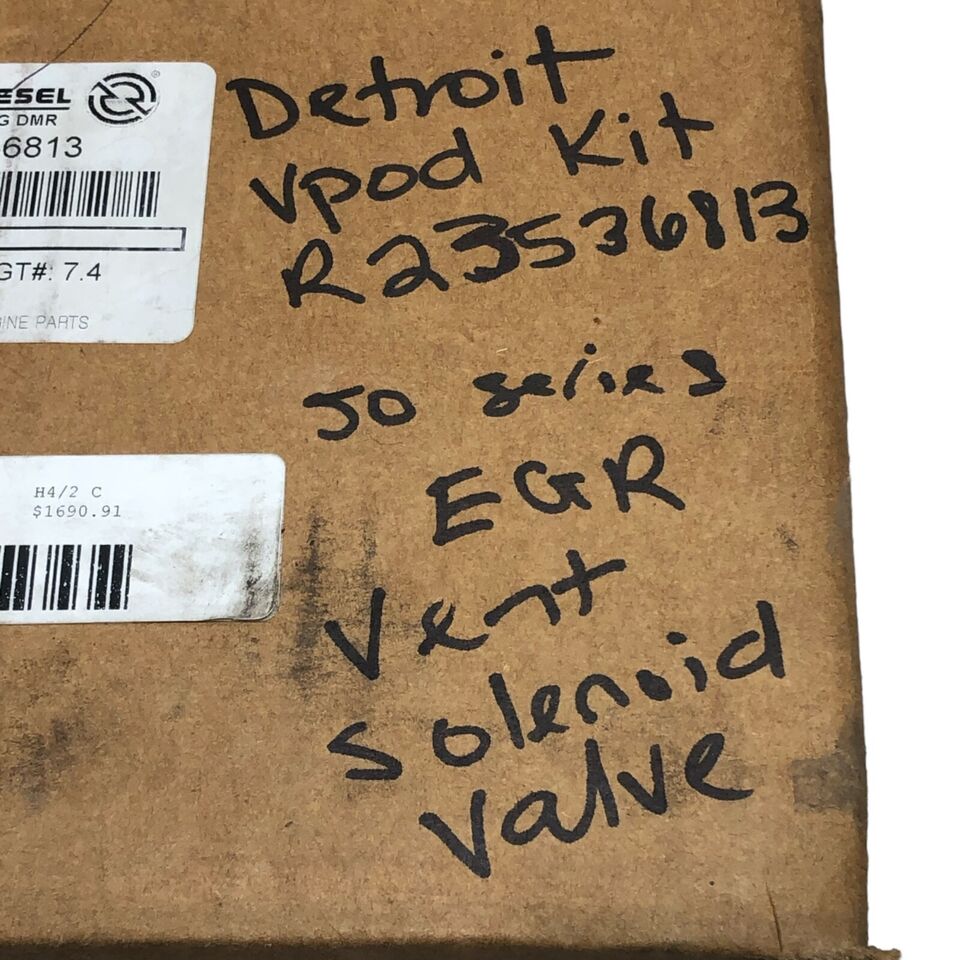 ESEL ®
G DMR
6813
GT#: 7.4
INE PARTS
H4/2 C
$1690.91
Detroit
Vpod Kit
R23536813
50 series
EGR
Vent
Solenoid
Valve